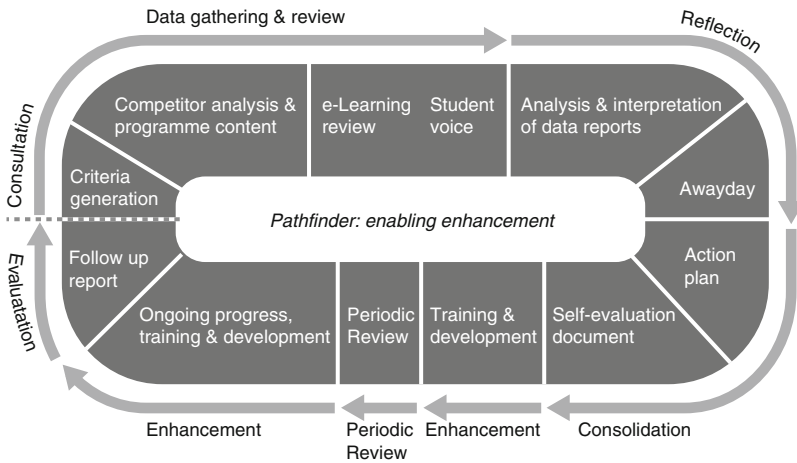 Data gathering & review
Reflection
Consultation
Competitor analysis &
programme content
e-Learning
review
Student
voice
Analysis & interpretation
of data reports
Criteria
generation
Awayday
Pathfinder: enabling enhancement
Follow up
report
Action
plan
Evaluatation
Ongoing progress,
training & development
Periodic
Review
Training &
development
Self-evaluation
document
Enhancement
Periodic
Review
Enhancement
Consolidation